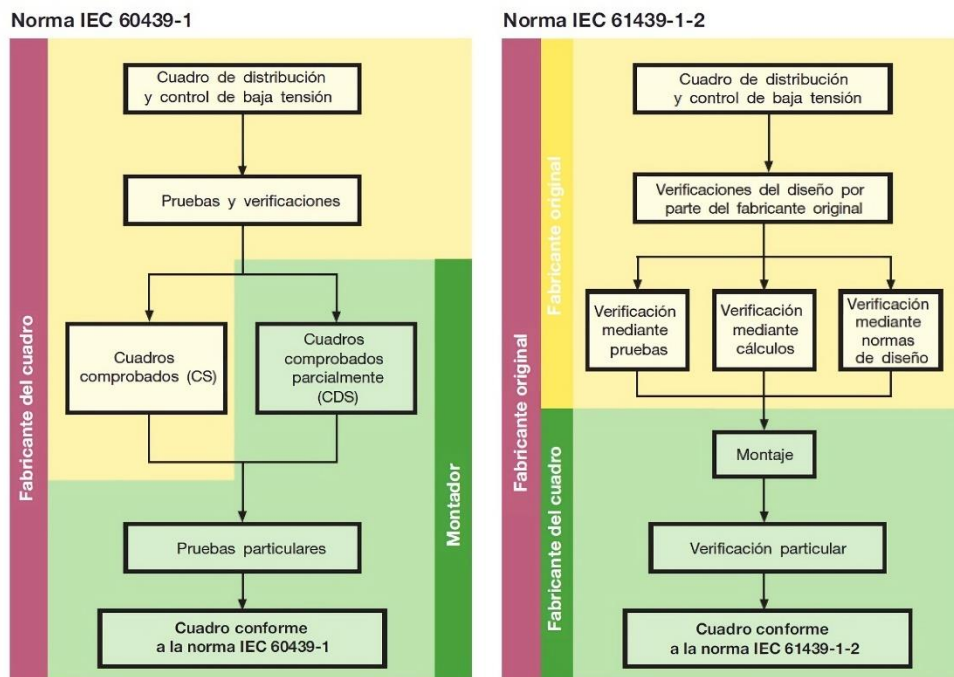 Norma IEC 60439-1
Fabricante del cuadro
Cuadro de distribución
y control de baja tensión
Pruebas y verificaciones
Cuadros
comprobados (CS)
Cuadros
comprobados
parcialmente
(CDS)
Montador
Pruebas particulares
Cuadro conforme
a la norma IEC 60439-1
Norma IEC 61439-1-2
Fabricante original
Fabricante original
Cuadro de distribución
y control de baja tensión
Verificaciones del diseño por
parte del fabricante original
Verificación
mediante
pruebas
Verificación
mediante
cálculos
Verificación
mediante
normas
de diseño
Fabricante del cuadro
Montaje
Verificación particular
Cuadro conforme
a la norma IEC 61439-1-2